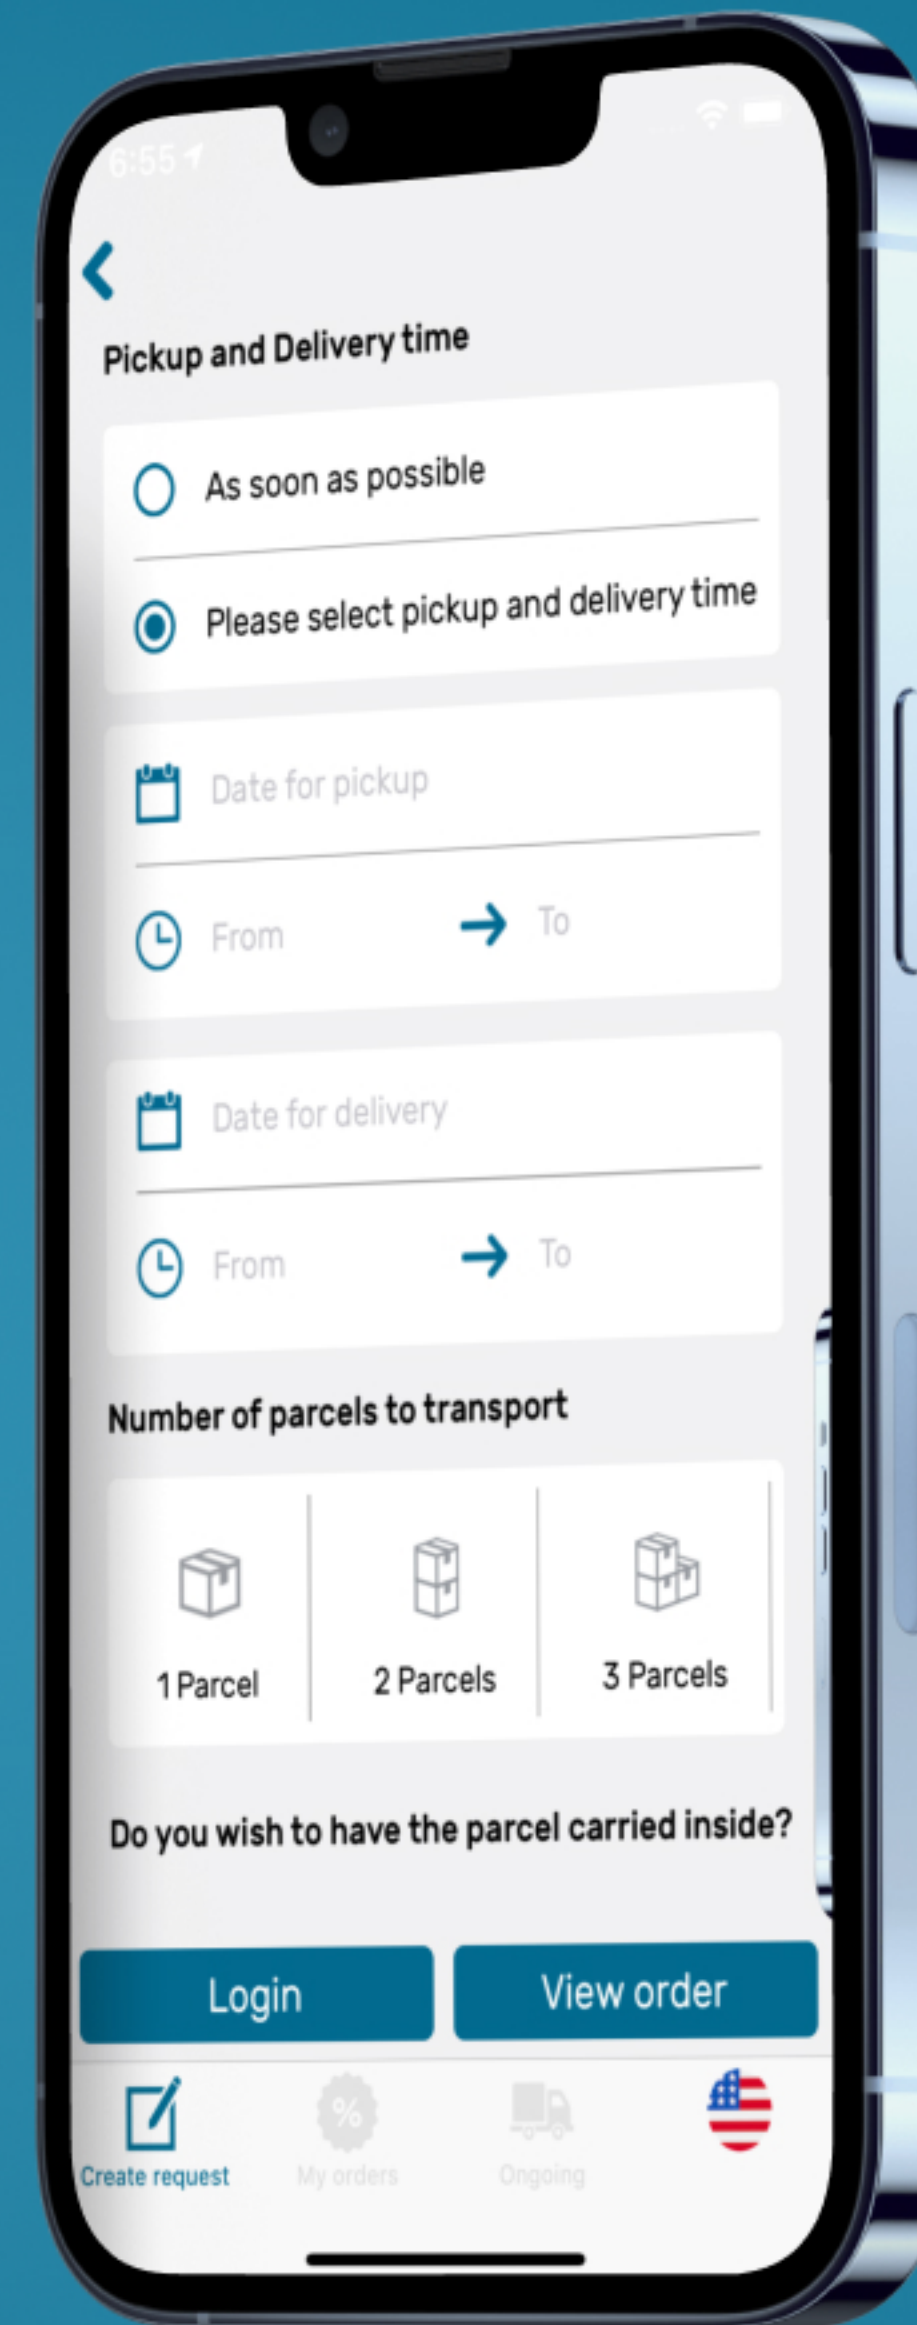 6:55
Pickup and Delivery time
As soon as possible
Please select pickup and delivery time
Date for pickup
From → To
Date for delivery
From → To
Number of parcels to transport
1 Parcel 2 Parcels 3 Parcels
Do you wish to have the parcel carried inside?
Login View order
%
Create request My orders Ongoing